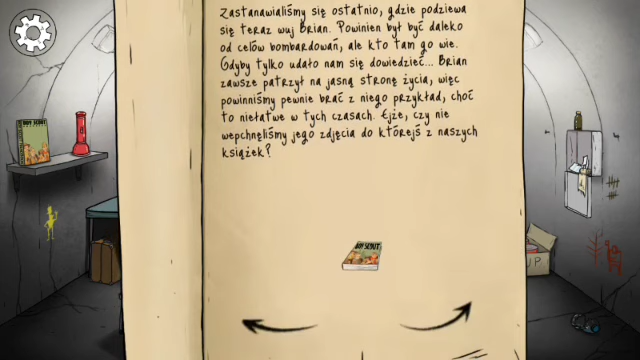 Zastanawialiśmy się ostatnio, gdzie podziewa
się teraz wuj Brian. Powinien był być daleko
od celów bombardowań, ale kto tam go wie.
Gdyby tylko udało nam się dowiedzieć... Brian
zawsze patrzył na jasną stronę życia, więc
powinniśmy pewnie brać z niego przykład, choć
to niełatwe w tych czasach. Ejże, czy nie
wepchnęliśmy jego zdjęcia do którejś z naszych
książek?
BOY SCOUT
BOY SCOUT
UP